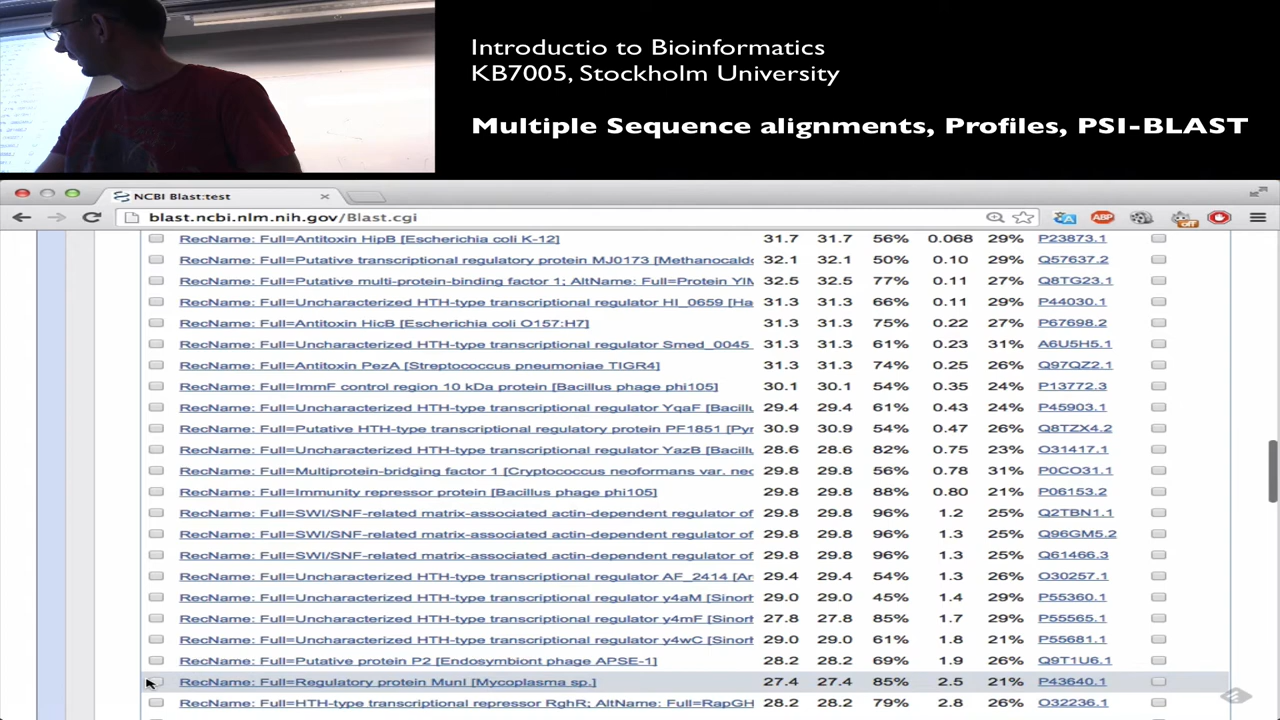 Introductio to Bioinformatics
KB7005, Stockholm University
Multiple Sequence alignments, Profiles, PSI-BLAST
NCBI Blast:test
blast.ncbi.nlm.nih.gov/Blast.cgi
ABP
off
RecName: Full=Antitoxin HipB [Escherichia coli K-12] 31.7 31.7 56% 0.068 29% P23873.1
RecName: Full=Putative transcriptional regulatory protein MJ0173 [Methanocaldo 32.1 32.1 50% 0.10 29% Q57637.2
RecName: Full=Putative multi-protein-binding factor 1; AltName: Full=Protein YIM 32.5 32.5 77% 0.11 27% Q8TG23.1
RecName: Full=Uncharacterized HTH-type transcriptional regulator HI_0659 [Ha 31.3 31.3 66% 0.11 29% P44030.1
RecName: Full=Antitoxin HicB [Escherichia coli O157:H7] 31.3 31.3 75% 0.22 27% P67698.2
RecName: Full=Uncharacterized HTH-type transcriptional regulator Smed_0045 31.3 31.3 61% 0.23 31% A6U5H5.1
RecName: Full=Antitoxin PezA [Streptococcus pneumoniae TIGR4] 31.3 31.3 74% 0.25 26% Q97QZ2.1
RecName: Full=ImmF control region 10 kDa protein [Bacillus phage phi105] 30.1 30.1 54% 0.35 24% P13772.3
RecName: Full=Uncharacterized HTH-type transcriptional regulator YqaF [Bacill 29.4 29.4 61% 0.43 24% P45903.1
RecName: Full=Putative HTH-type transcriptional regulatory protein PF1851 [Pyr 30.9 30.9 54% 0.47 26% Q8TZX4.2
RecName: Full=Uncharacterized HTH-type transcriptional regulator YazB [Bacill 28.6 28.6 82% 0.75 23% O31417.1
RecName: Full=Multiprotein-bridging factor 1 [Cryptococcus neoformans var. neo 29.8 29.8 56% 0.78 31% P0CO31.1
RecName: Full=Immunity repressor protein [Bacillus phage phi105] 29.8 29.8 88% 0.80 21% P06153.2
RecName: Full=SWI/SNF-related matrix-associated actin-dependent regulator of 29.8 29.8 96% 1.2 25% Q2TBN1.1
RecName: Full=SWI/SNF-related matrix-associated actin-dependent regulator of 29.8 29.8 96% 1.3 25% Q96GM5.2
RecName: Full=SWI/SNF-related matrix-associated actin-dependent regulator of 29.8 29.8 96% 1.3 25% Q61466.3
RecName: Full=Uncharacterized HTH-type transcriptional regulator AF_2414 [Ar 29.4 29.4 54% 1.3 26% O30257.1
RecName: Full=Uncharacterized HTH-type transcriptional regulator y4aM [Sinorh 29.0 29.0 45% 1.4 29% P55360.1
RecName: Full=Uncharacterized HTH-type transcriptional regulator y4mF [Sinorh 27.8 27.8 85% 1.7 29% P55565.1
RecName: Full=Uncharacterized HTH-type transcriptional regulator y4wC [Sinorh 29.0 29.0 61% 1.8 21% P55681.1
RecName: Full=Putative protein P2 [Endosymbiont phage APSE-1] 28.2 28.2 69% 1.9 26% Q9T1U6.1
RecName: Full=Regulatory protein MunI [Mycoplasma sp.] 27.4 27.4 85% 2.5 21% P43640.1
RecName: Full=HTH-type transcriptional repressor RghR; AltName: Full=RapGH 28.2 28.2 79% 2.8 26% O32236.1